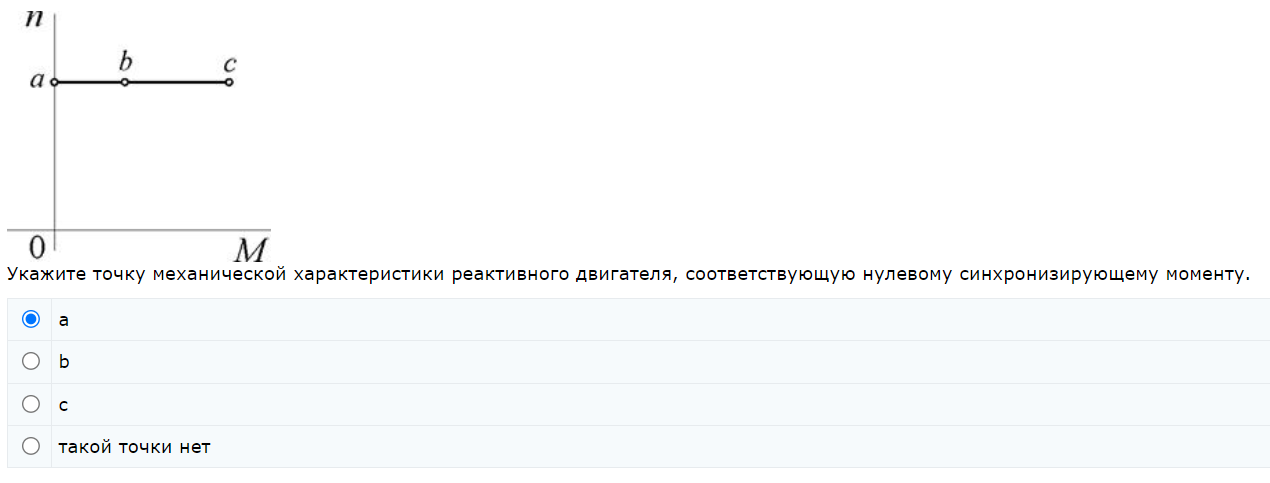 n
b
c
a
0
M
Укажите точку механической характеристики реактивного двигателя, соответствующую нулевому синхронизирующему моменту.
a
b
c
такой точки нет